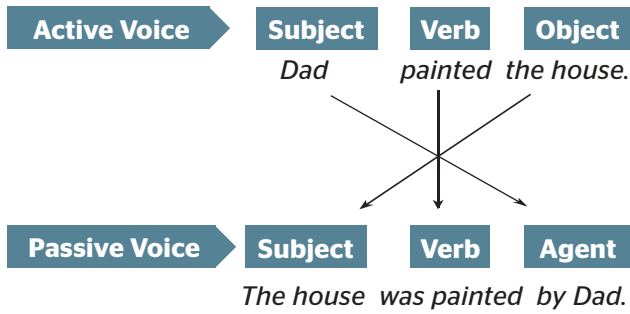 Active Voice Subject Verb Object
Dad painted the house.
Passive Voice Subject Verb Agent
The house was painted by Dad.